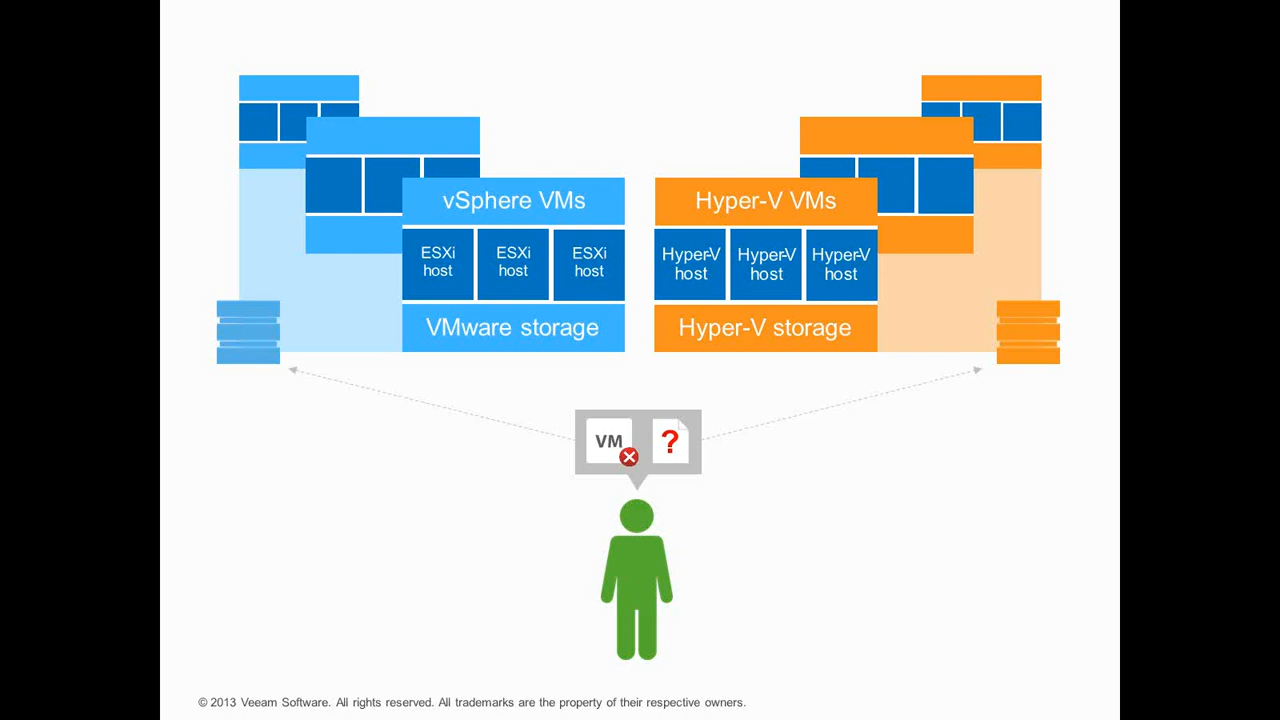 vSphere VMs
ESXi
host
ESXi
host
ESXi
host
VMware storage
Hyper-V VMs
Hyper-V
host
Hyper-V
host
Hyper-V
host
Hyper-V storage
VM
?
© 2013 Veeam Software. All rights reserved. All trademarks are the property of their respective owners.